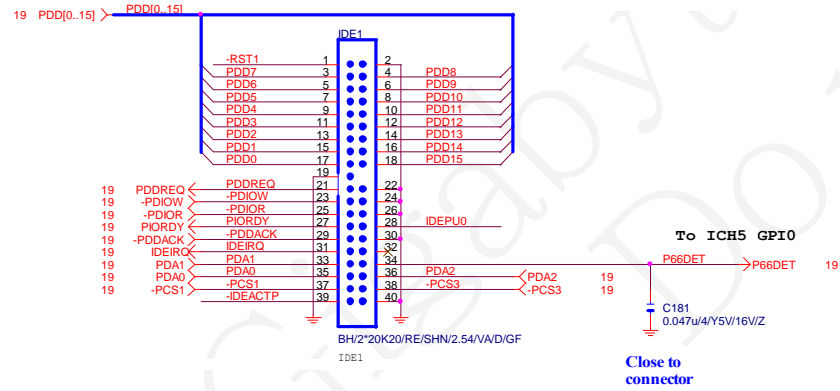 19 PDD[0..15] PDD[0..15]
IDE1
-RST1 1 2
PDD7 3 4 PDD8
PDD6 5 6 PDD9
PDD5 7 8 PDD10
PDD4 9 10 PDD11
PDD3 11 12 PDD12
PDD2 13 14 PDD13
PDD1 15 16 PDD14
PDD0 17 18 PDD15
19
19 PDDREQ PDDREQ 21 22
19 -PDIOW -PDIOW 23 24
19 -PDIOR -PDIOR 25 26
19 PIORDY PIORDY 27 28 IDEPU0
19 -PDDACK -PDDACK 29 30
19 IDEIRQ IDEIRQ 31 32
19 PDA1 PDA1 33 34 P66DET P66DET 19
19 PDA0 PDA0 35 36 PDA2 PDA2 19
19 -PCS1 -PCS1 37 38 -PCS3 -PCS3 19
-IDEACTP 39 40
To ICH5 GPI0
C181
0.047u/4/Y5V/16V/Z
BH/2*20K20/RE/SHN/2.54/VA/D/GF
IDE1
Close to
connector
Gigabyte
Do